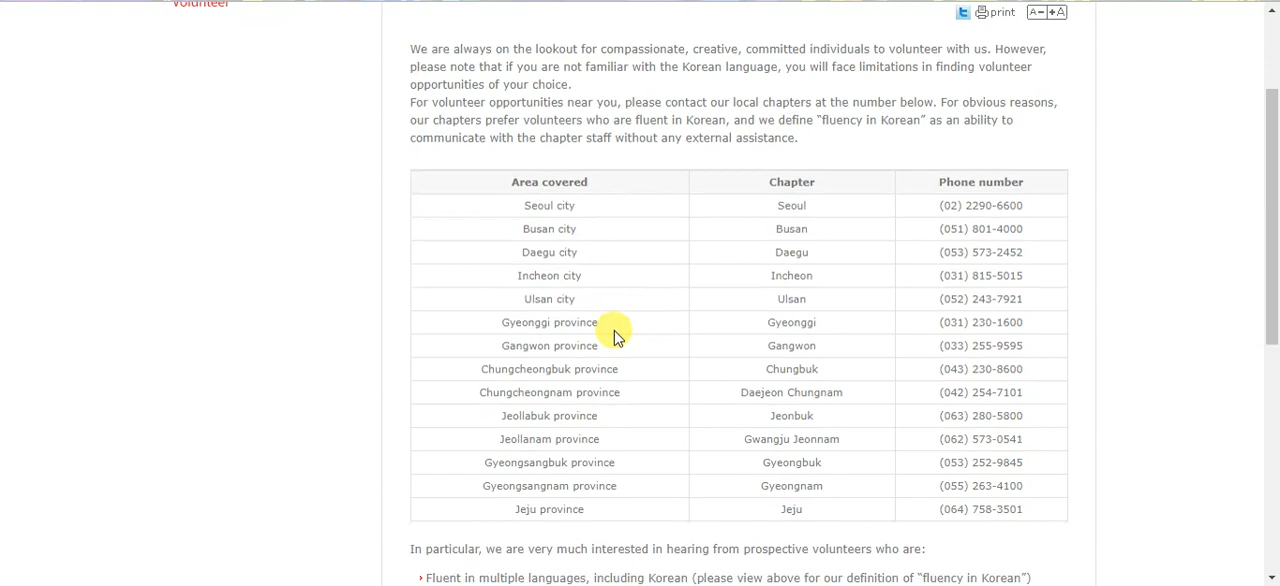 Volunteer
print A- +A
We are always on the lookout for compassionate, creative, committed individuals to volunteer with us. However,
please note that if you are not familiar with the Korean language, you will face limitations in finding volunteer
opportunities of your choice.
For volunteer opportunities near you, please contact our local chapters at the number below. For obvious reasons,
our chapters prefer volunteers who are fluent in Korean, and we define “fluency in Korean” as an ability to
communicate with the chapter staff without any external assistance.
Area covered Chapter Phone number
Seoul city Seoul (02) 2290-6600
Busan city Busan (051) 801-4000
Daegu city Daegu (053) 573-2452
Incheon city Incheon (031) 815-5015
Ulsan city Ulsan (052) 243-7921
Gyeonggi province Gyeonggi (031) 230-1600
Gangwon province Gangwon (033) 255-9595
Chungcheongbuk province Chungbuk (043) 230-8600
Chungcheongnam province Daejeon Chungnam (042) 254-7101
Jeollabuk province Jeonbuk (063) 280-5800
Jeollanam province Gwangju Jeonnam (062) 573-0541
Gyeongsangbuk province Gyeongbuk (053) 252-9845
Gyeongsangnam province Gyeongnam (055) 263-4100
Jeju province Jeju (064) 758-3501
In particular, we are very much interested in hearing from prospective volunteers who are:
Fluent in multiple languages, including Korean (please view above for our definition of “fluency in Korean”)